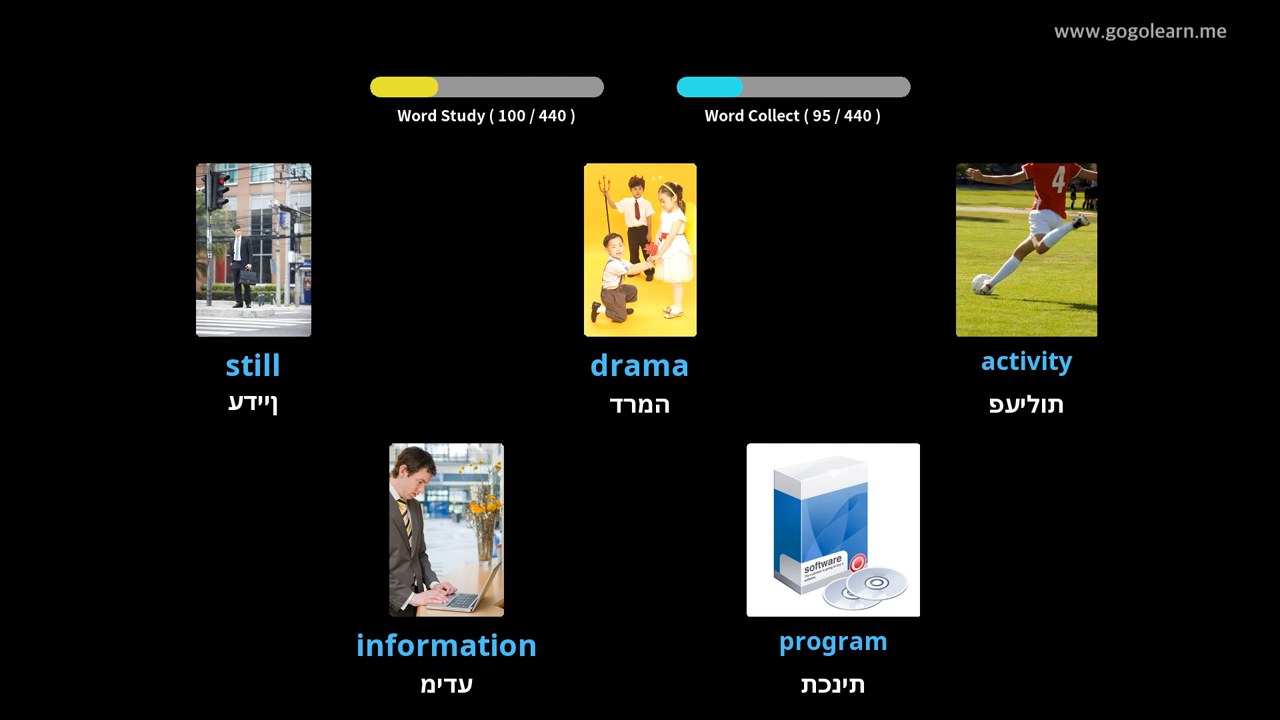 www.gogolearn.me
Word Study ( 100 / 440 )
Word Collect ( 95 / 440 )
still
ןיידע
drama
המרד
activity
תוליעפ
software
information
עדימ
program
תינכת